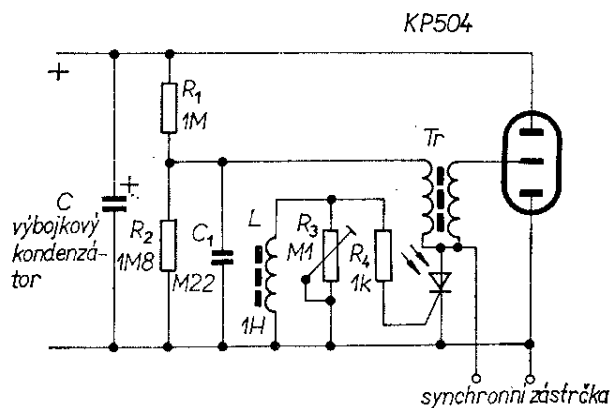 KP504
+
R1
1M
Tr
C
+
výbojkový
kondenzá-
tor
R2
1M8
C1
M22
L
1H
R3
M1
R4
1k
synchronní zástrčka